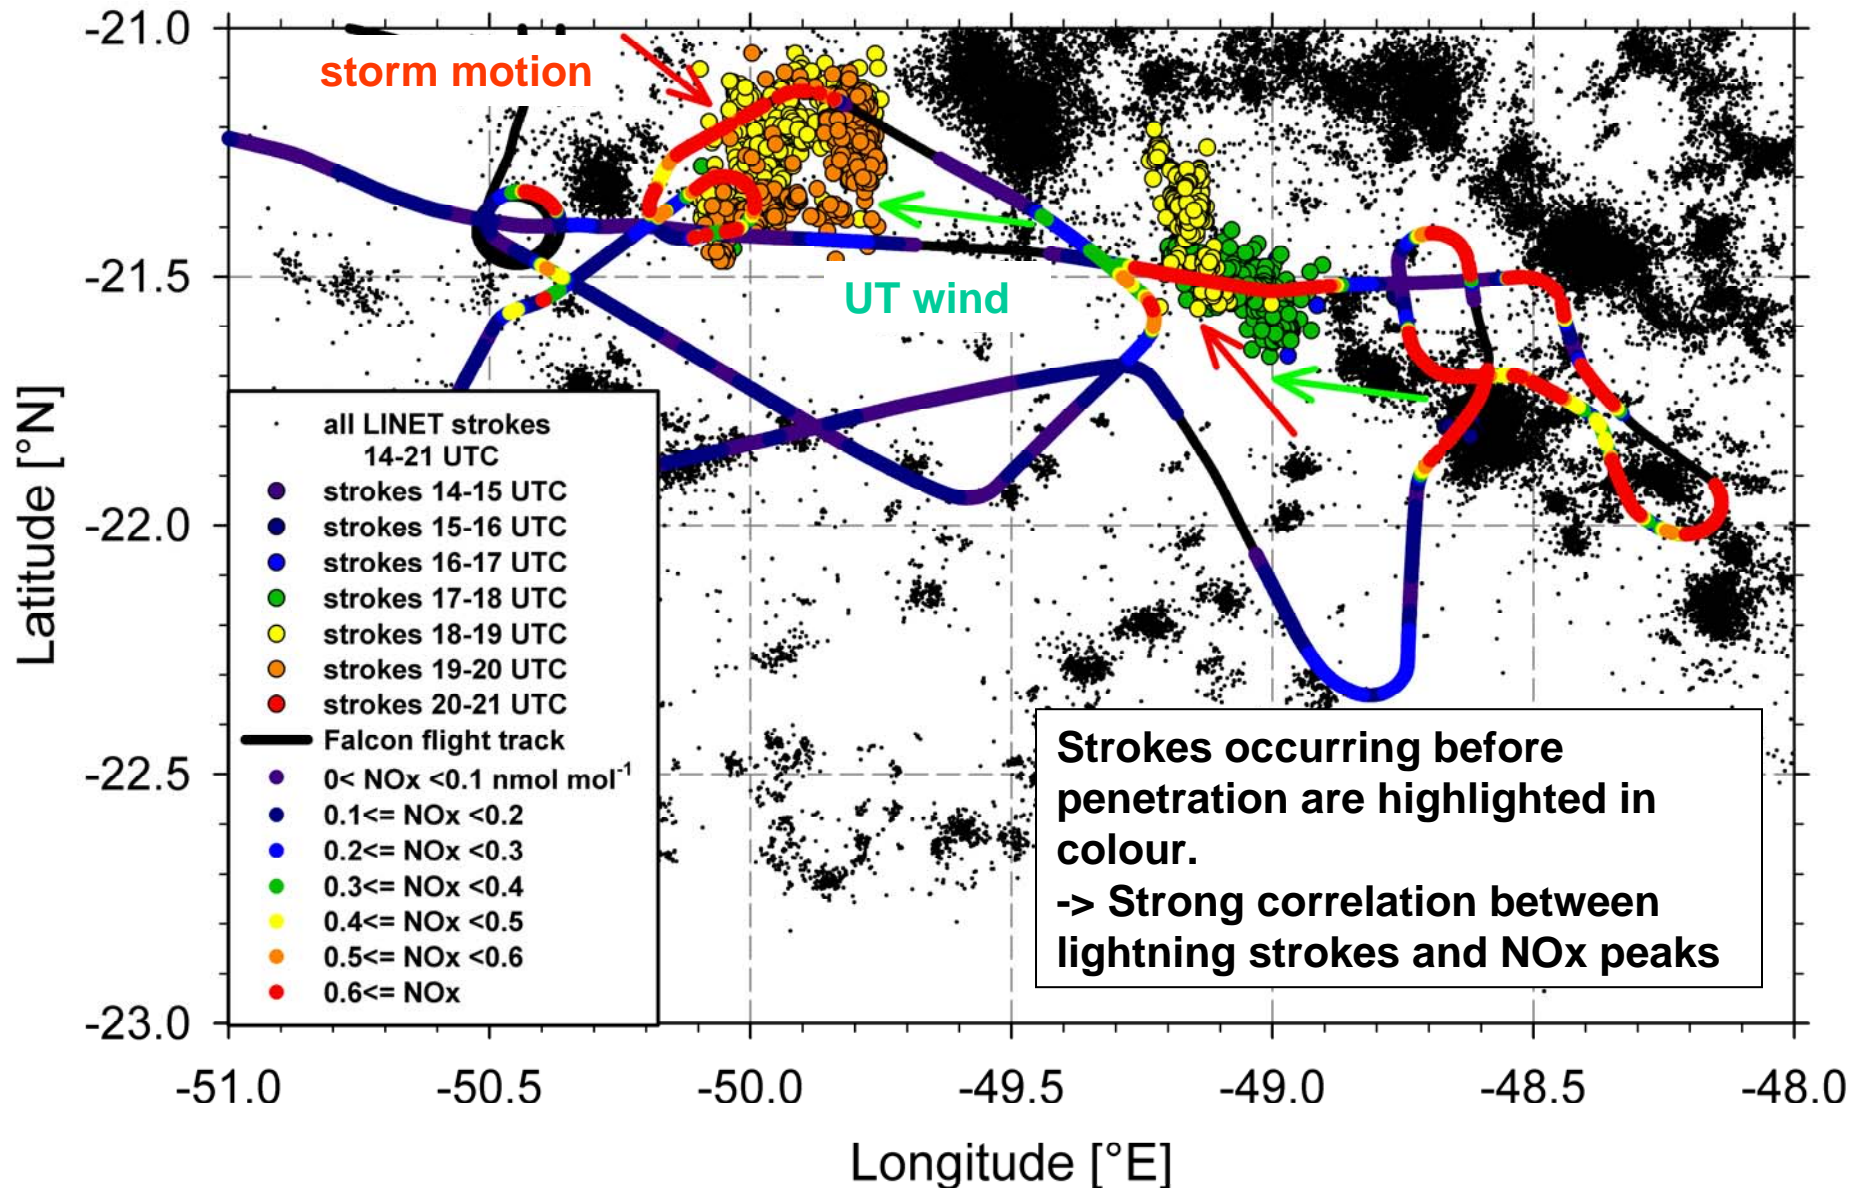 -21.0
-21.5
-22.0
-22.5
-23.0
Latitude [°N]
storm motion
UT wind
all LINET strokes
14-21 UTC
strokes 14-15 UTC
strokes 15-16 UTC
strokes 16-17 UTC
strokes 17-18 UTC
strokes 18-19 UTC
strokes 19-20 UTC
strokes 20-21 UTC
Falcon flight track
0< NOx <0.1 nmol mol⁻¹
0.1<= NOx <0.2
0.2<= NOx <0.3
0.3<= NOx <0.4
0.4<= NOx <0.5
0.5<= NOx <0.6
0.6<= NOx
Strokes occurring before
penetration are highlighted in
colour.
-> Strong correlation between
lightning strokes and NOx peaks
-51.0 -50.5 -50.0 -49.5 -49.0 -48.5 -48.0
Longitude [°E]